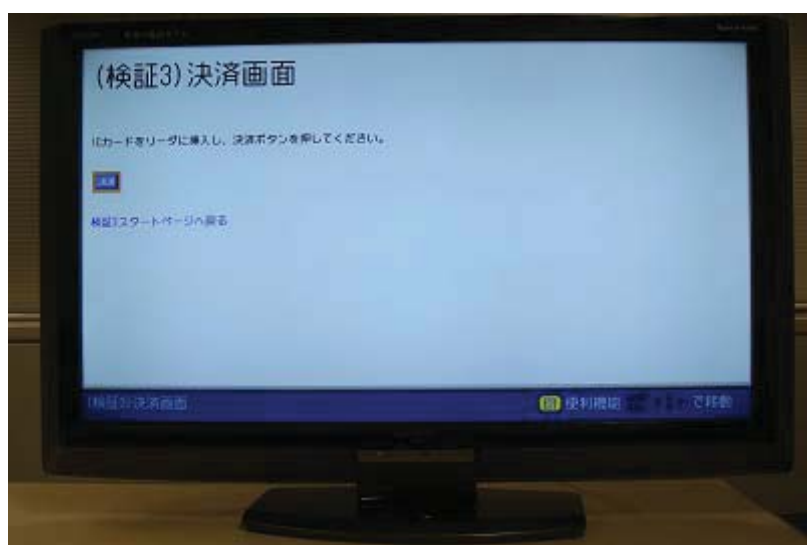 (検証3)決済画面
ICカードをリーダに挿入し、決済ボタンを押してください。
決済
検証3スタートページへ戻る
(検証3)決済画面
便利機能
で移動